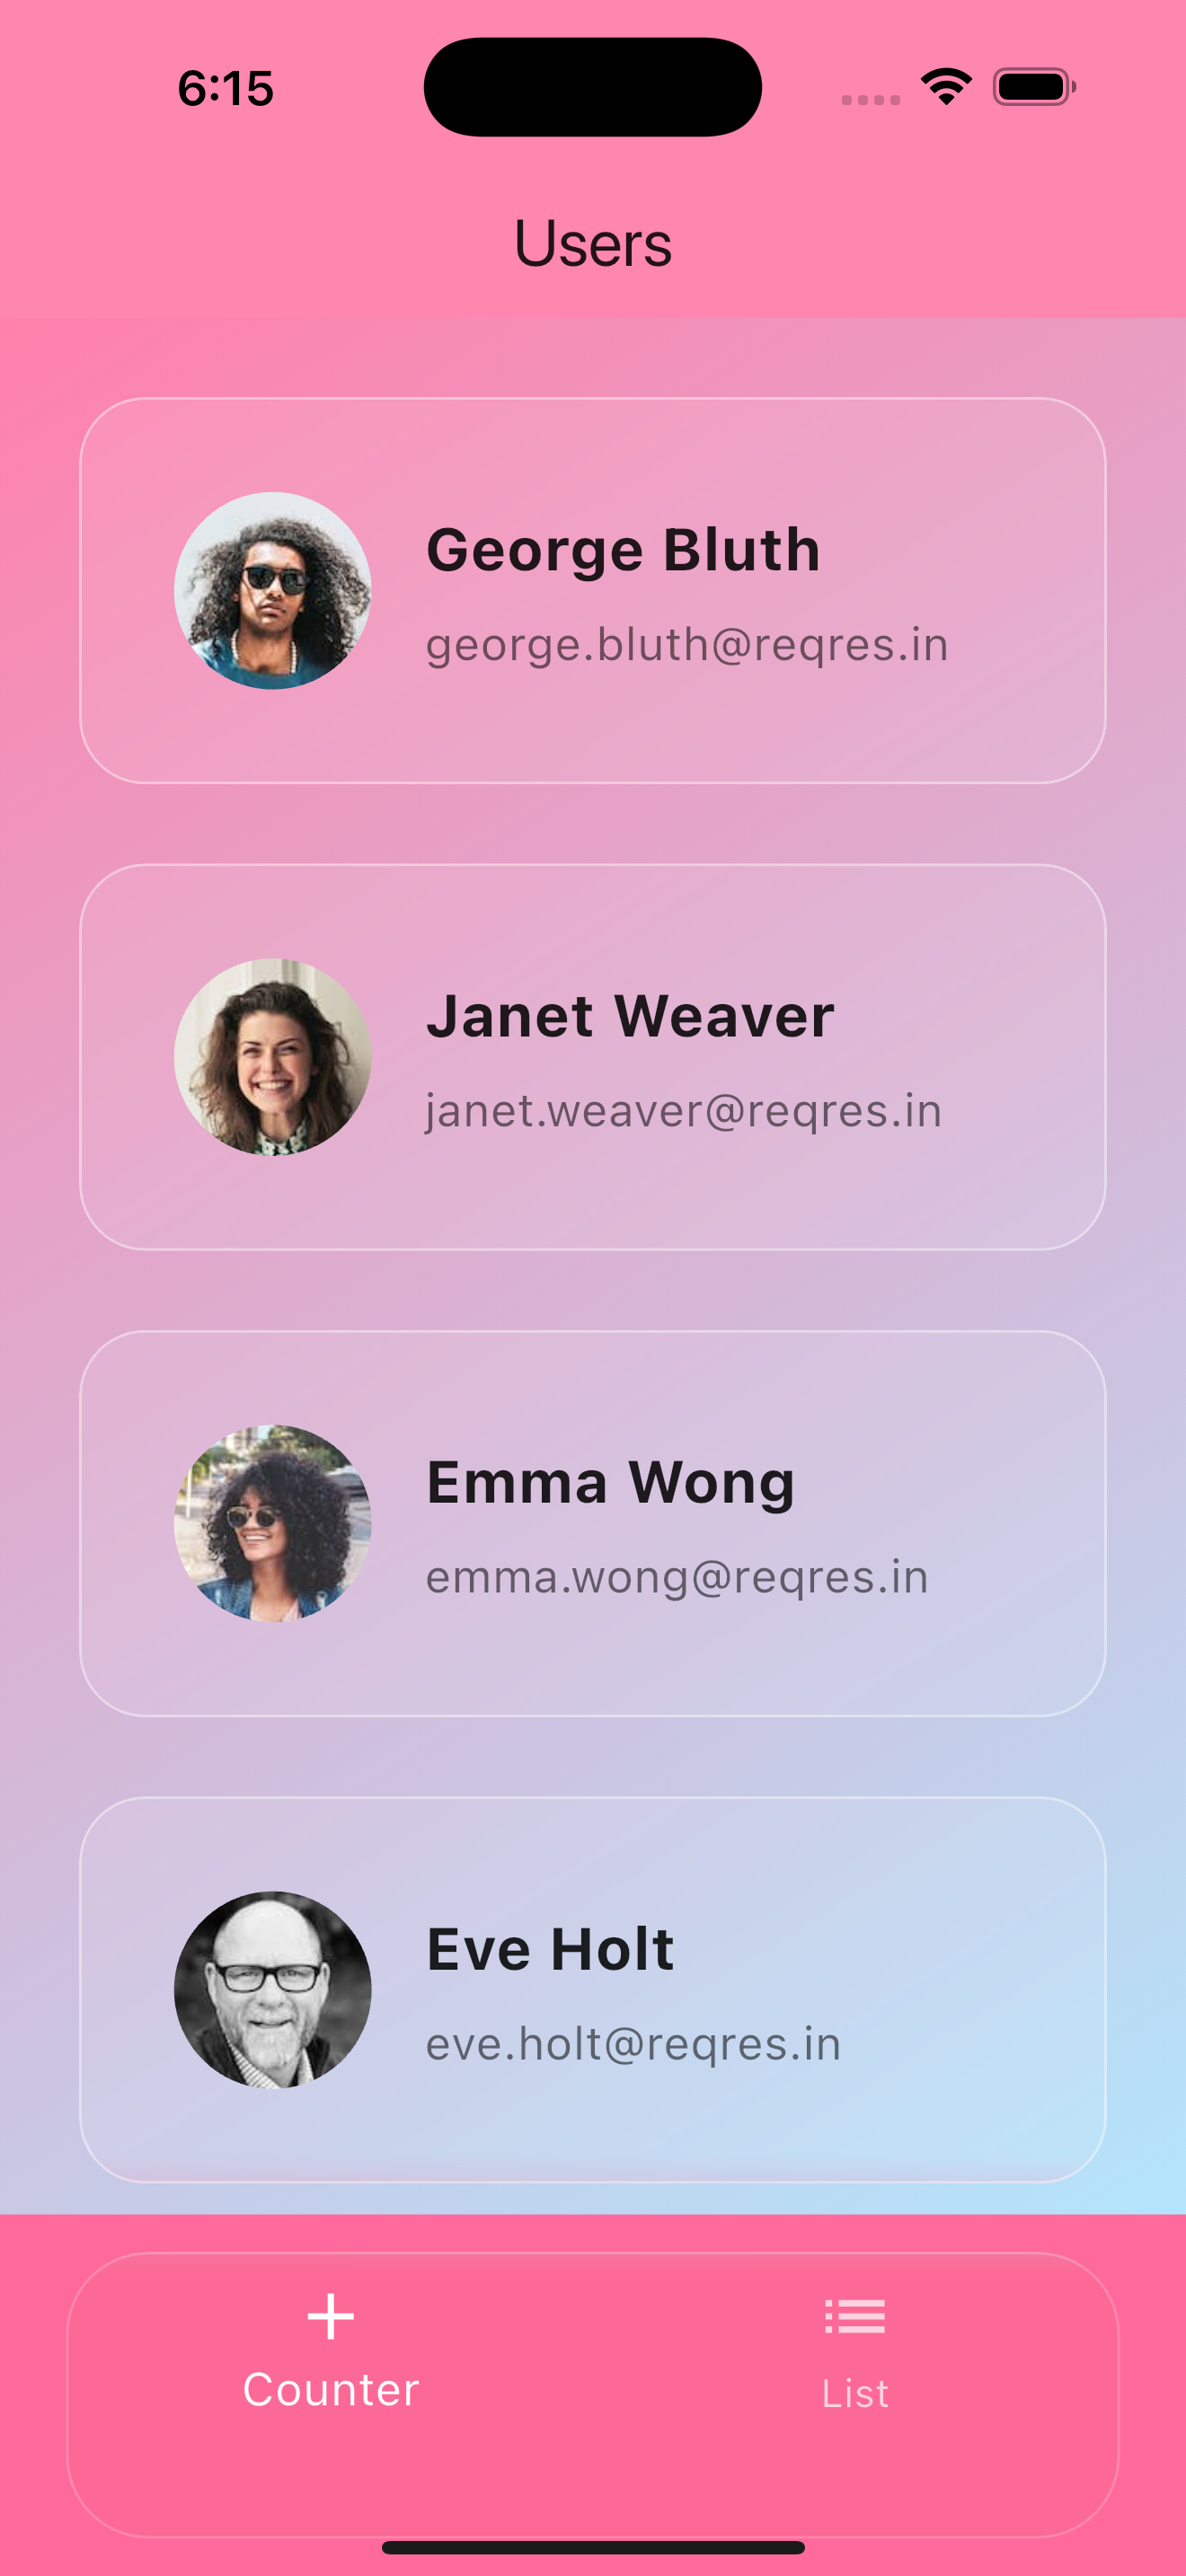 6:15
Users
George Bluth
george.bluth@reqres.in
Janet Weaver
janet.weaver@reqres.in
Emma Wong
emma.wong@reqres.in
Eve Holt
eve.holt@reqres.in
Counter
List